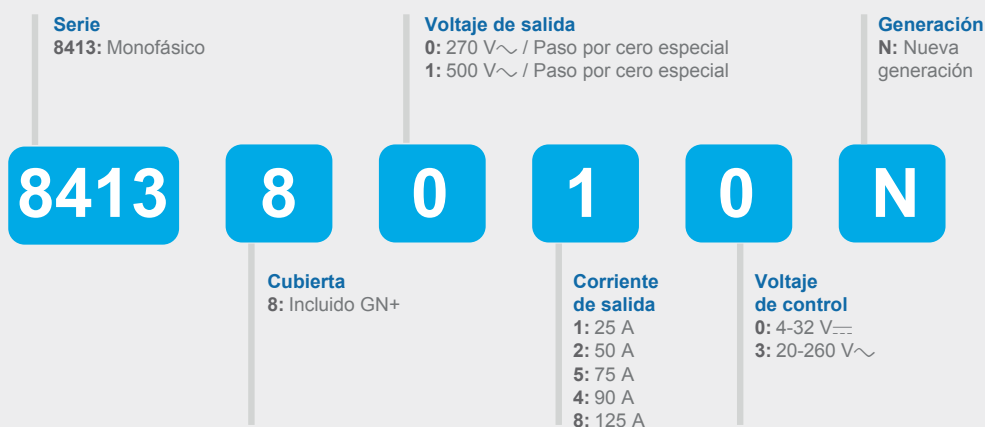 Serie
8413: Monofásico
Voltaje de salida
0: 270 V∿ / Paso por cero especial
1: 500 V∿ / Paso por cero especial
Generación
N: Nueva
generación
8413 8 0 1 0 N
Cubierta
8: Incluido GN+
Corriente
de salida
1: 25 A
2: 50 A
5: 75 A
4: 90 A
8: 125 A
Voltaje
de control
0: 4-32 V⎓
3: 20-260 V∿